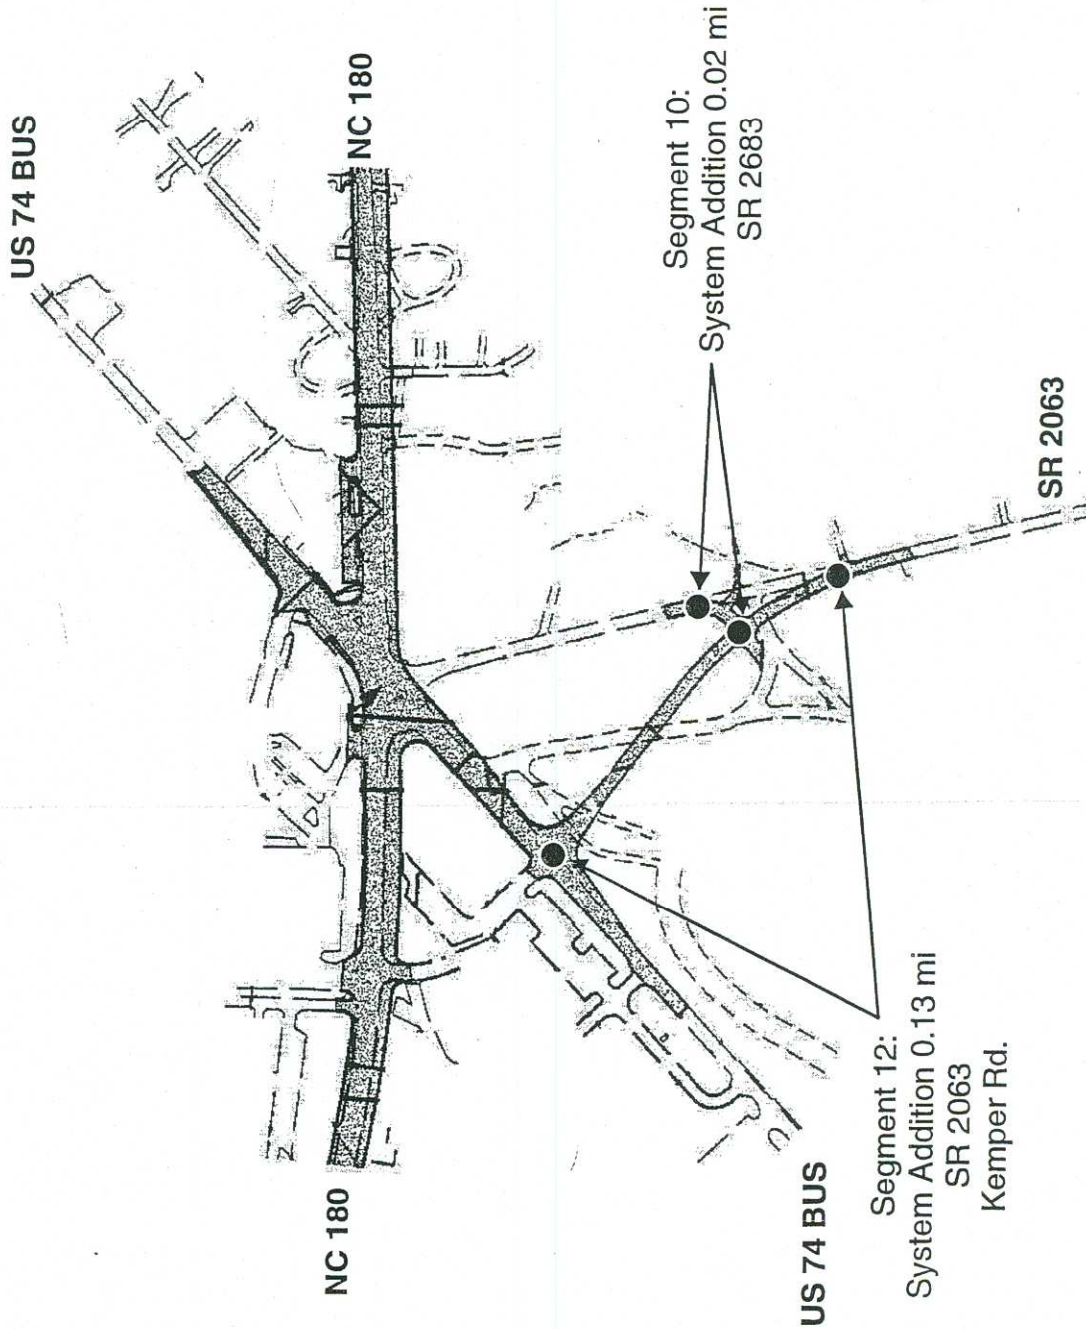 US 74 BUS
NC 180
Segment 10:
System Addition 0.02 mi
SR 2683
SR 2063
NC 180
US 74 BUS
Segment 12:
System Addition 0.13 mi
SR 2063
Kemper Rd.